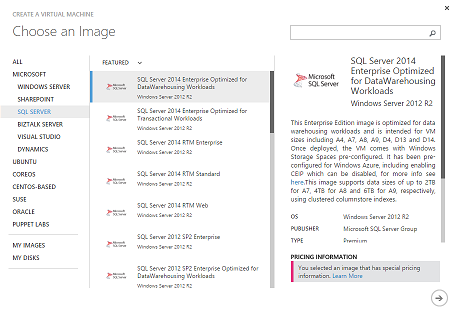 CREATE A VIRTUAL MACHINE
Choose an Image
ALL
MICROSOFT
WINDOWS SERVER
SHAREPOINT
SQL SERVER
BIZTALK SERVER
VISUAL STUDIO
DYNAMICS
UBUNTU
COREOS
CENTOS-BASED
SUSE
ORACLE
PUPPET LABS
MY IMAGES
MY DISKS
FEATURED
SQL Server 2014 Enterprise Optimized for
DataWarehousing Workloads
Windows Server 2012 R2
SQL Server 2014 Enterprise Optimized for
Transactional Workloads
Windows Server 2012 R2
SQL Server 2014 RTM Enterprise
Windows Server 2012 R2
SQL Server 2014 RTM Standard
Windows Server 2012 R2
SQL Server 2014 RTM Web
Windows Server 2012 R2
SQL Server 2012 SP2 Enterprise
Windows Server 2012 R2
SQL Server 2012 SP2 Enterprise Optimized for
DataWarehousing Workloads
Windows Server 2012 R2
Microsoft
SQL Server
SQL Server 2014
Enterprise Optimized for
DataWarehousing
Workloads
Windows Server 2012 R2
This Enterprise Edition image is optimized for data
warehousing workloads and is intended for VM
sizes including A4, A7, A8, A9, D4, D13 and D14.
Once deployed, the VM comes with Windows
Storage Spaces pre-configured. It has been pre-
configured for Windows Azure, including enabling
CEIP which can be disabled, for more info see
here.This image supports data sizes of up to 2TB
for A7, 4TB for A8 and 6TB for A9, respectively,
using clustered columnstore indexes.
OS Windows Server 2012 R2
PUBLISHER Microsoft SQL Server Group
TYPE Premium
PRICING INFORMATION
You selected an image that has special pricing
information. Learn More